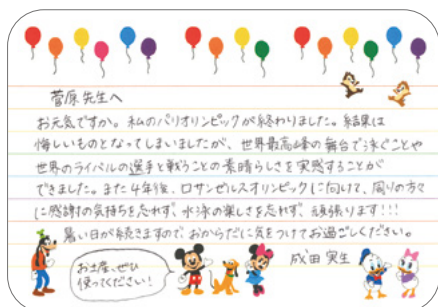 菅原先生へ
お元気ですか。私のパリオリンピックが終わりました。結果は
悔しいものとなってしまいましたが、世界最高峰の舞台で泳ぐことや
世界のライバルの選手と戦うことの素晴らしさを実感することが
できました。また4年後、ロサンゼルスオリンピックに向けて、周りの方々
に感謝の気持ちを忘れず、水泳の楽しさを忘れず、頑張ります!!!
暑い日が続きますので、おからだに気をつけてお過ごしください。
成田 実生
お土産、ぜひ
使ってください!